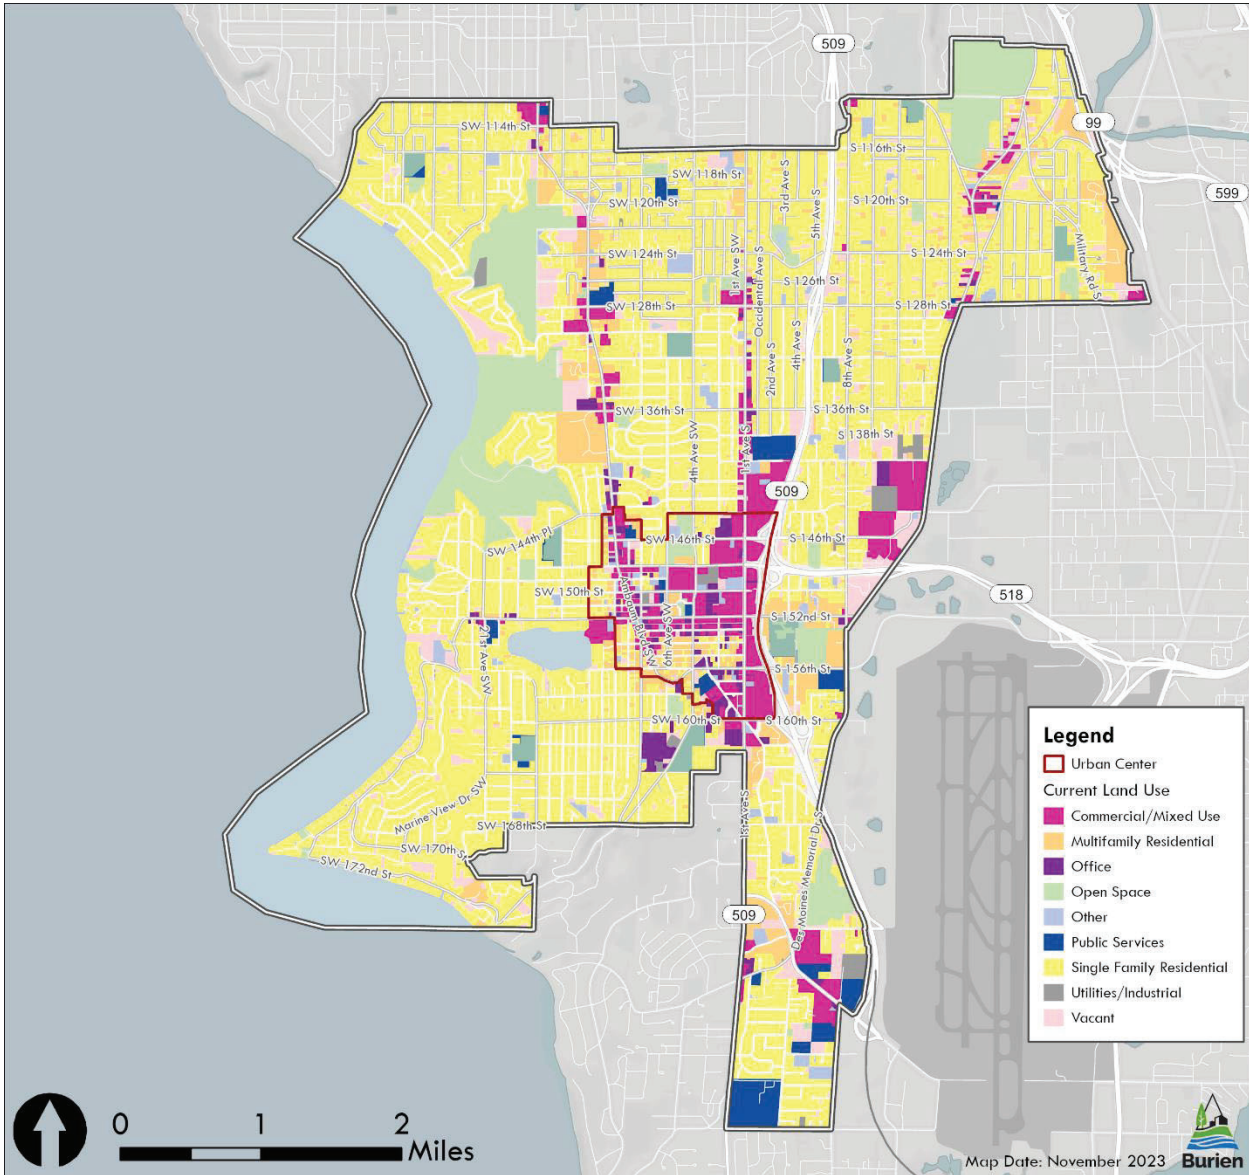 509
99
599
SW 114th St
S 116th St
SW 118th St
3rd Ave S
5th Ave S
SW 120th St
S 120th St
1st Ave SW
Occidental Ave S
Military Rd S
SW 124th St
S 124th St
S 126th St
SW 128th St
S 128th St
2nd Ave S
4th Ave S
8th Ave S
SW 136th St
S 136th St
4th Ave SW
1st Ave S
S 138th St
509
SW 144th Pl
SW 146th St
S 146th St
SW 150th St
Ambaum Blvd SW
6th Ave SW
518
S 152nd St
21st Ave SW
S 156th St
SW 160th St
S 160th St
Marine View Dr SW
SW 168th St
1st Ave S
Des Moines Memorial Dr S
SW 170th St
SW 172nd St
509
Legend
Urban Center
Current Land Use
Commercial/Mixed Use
Multifamily Residential
Office
Open Space
Other
Public Services
Single Family Residential
Utilities/Industrial
Vacant
0 1 2
Miles
Map Date: November 2023
Burien